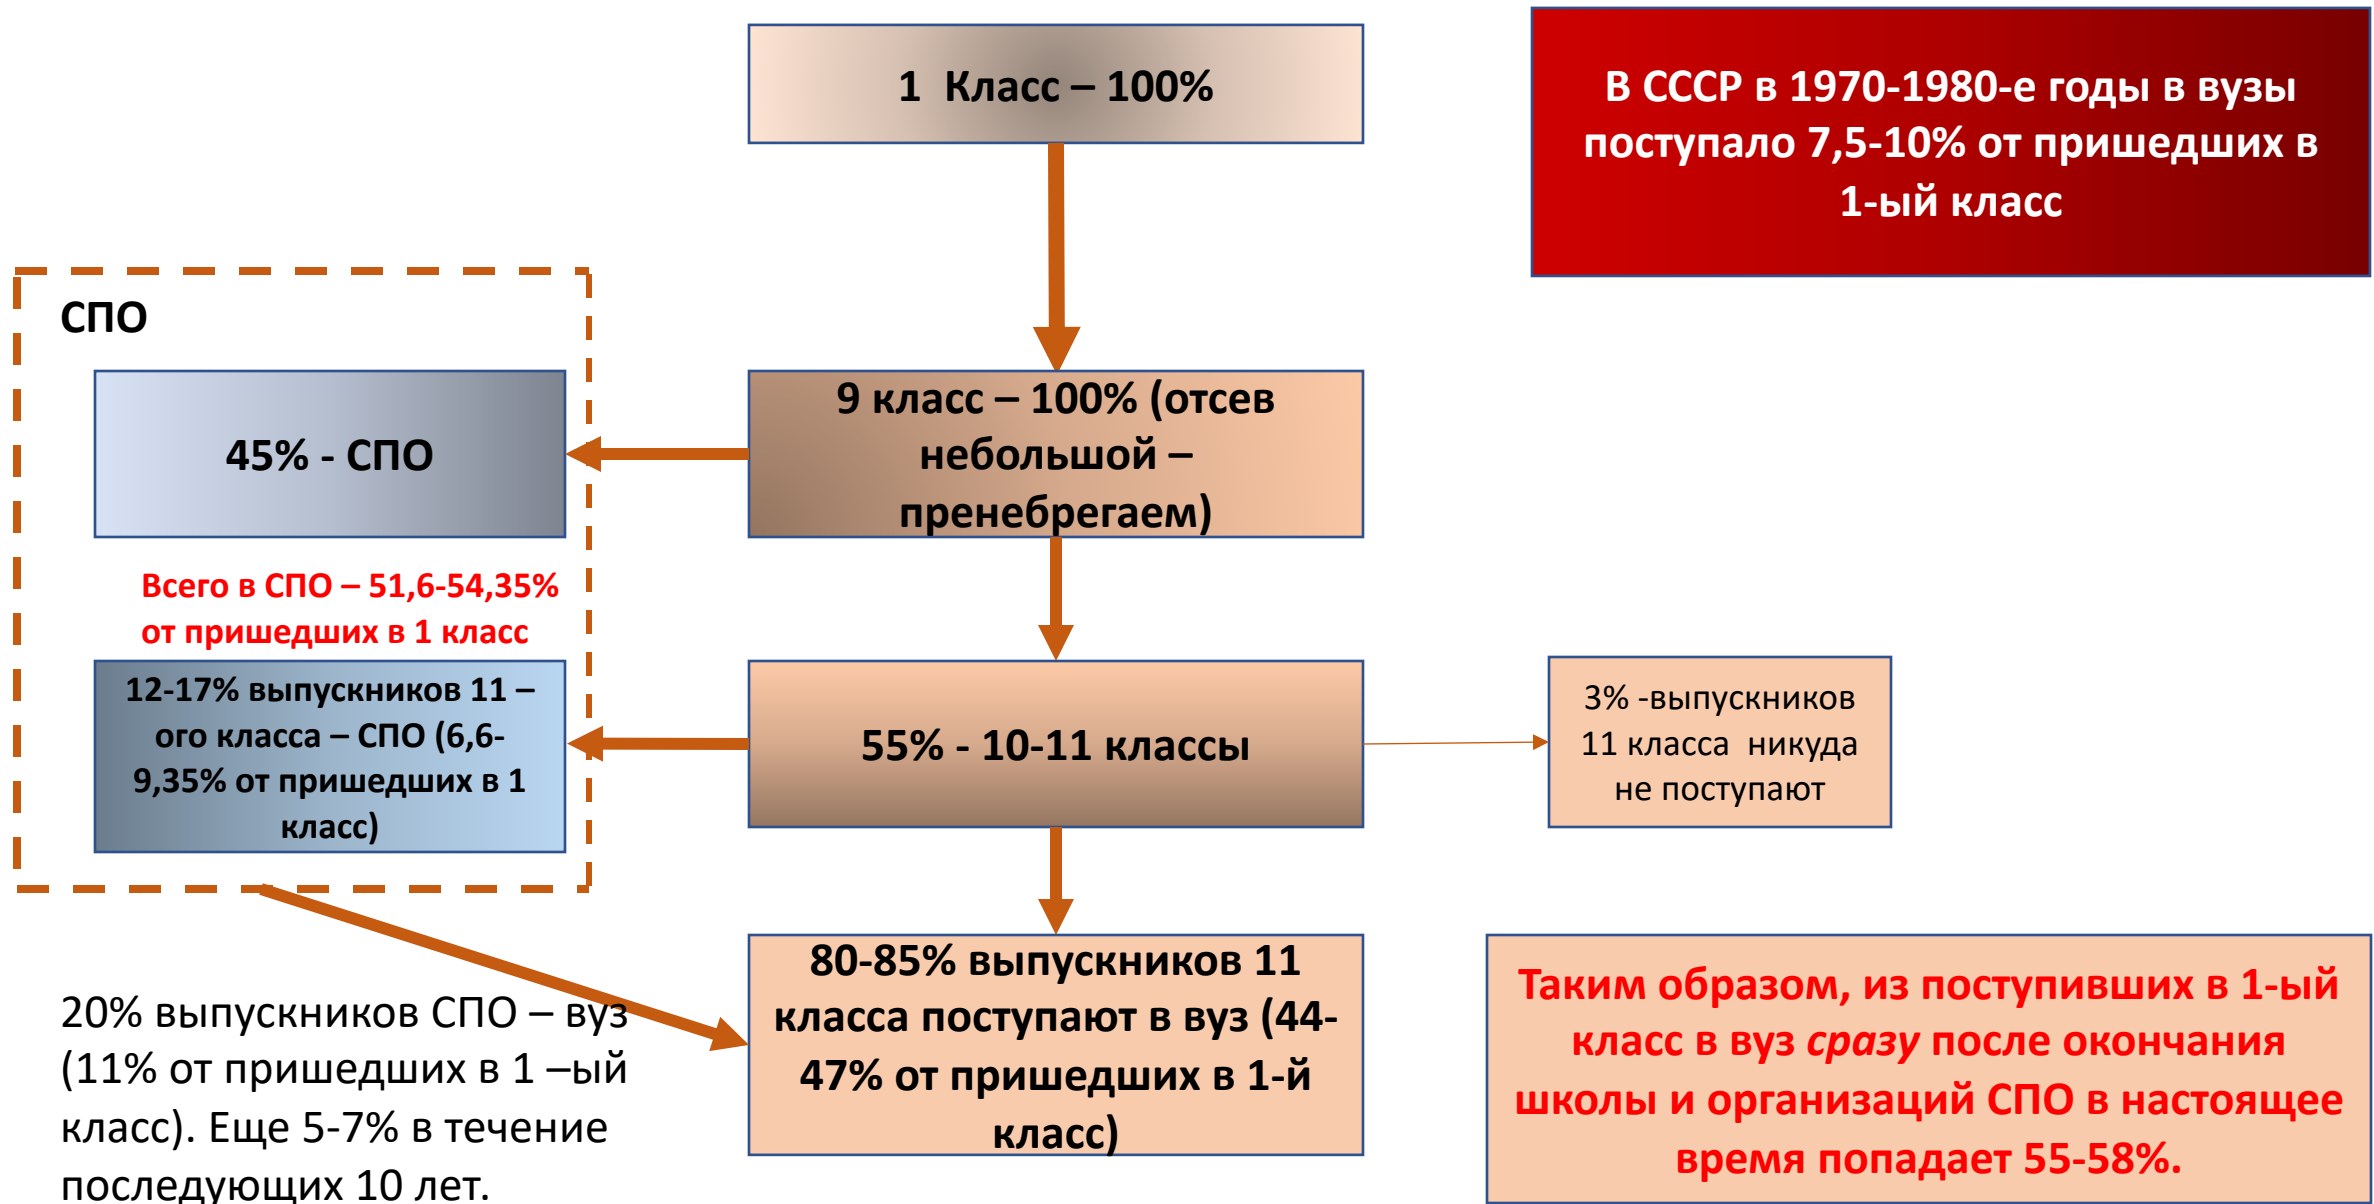 1 Класс – 100%
В СССР в 1970-1980-е годы в вузы
поступало 7,5-10% от пришедших в
1-ый класс
СПО
45% - СПО
9 класс – 100% (отсев
небольшой –
пренебрегаем)
Всего в СПО – 51,6-54,35%
от пришедших в 1 класс
12-17% выпускников 11 –
ого класса – СПО (6,6-
9,35% от пришедших в 1
класс)
55% - 10-11 классы
3% -выпускников
11 класса никуда
не поступают
20% выпускников СПО – вуз
(11% от пришедших в 1 –ый
класс). Еще 5-7% в течение
последующих 10 лет.
80-85% выпускников 11
класса поступают в вуз (44-
47% от пришедших в 1-й
класс)
Таким образом, из поступивших в 1-ый
класс в вуз сразу после окончания
школы и организаций СПО в настоящее
время попадает 55-58%.